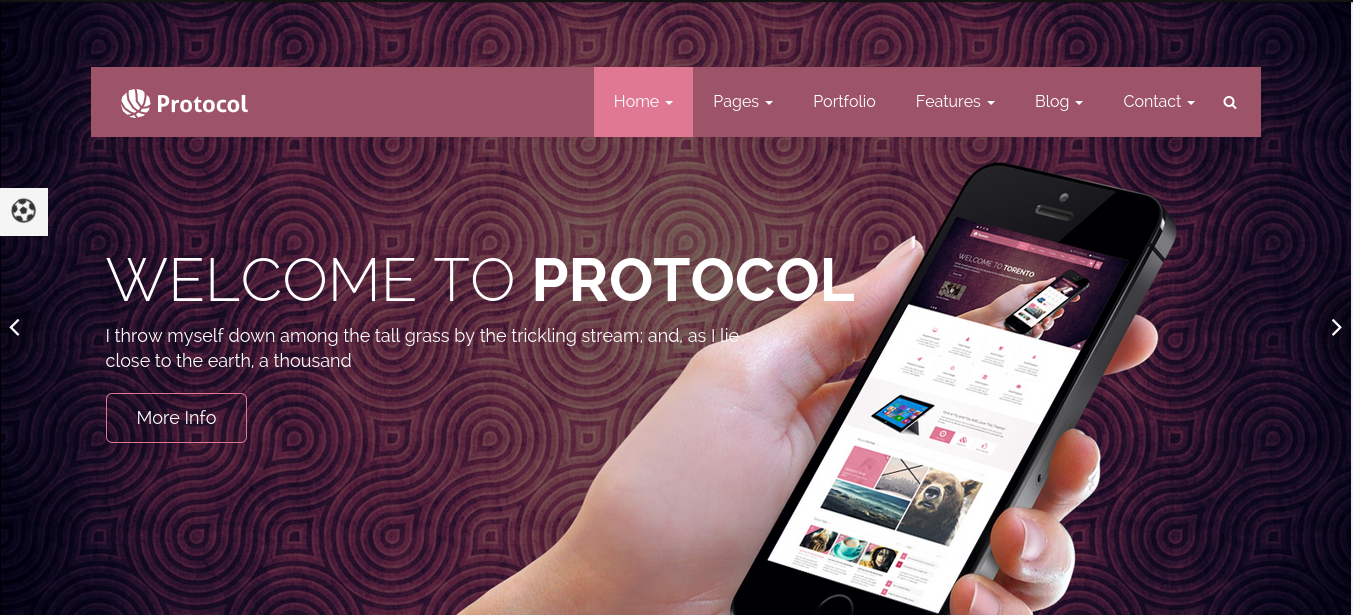 Protocol
Home
Pages
Portfolio
Features
Blog
Contact
WELCOME TO PROTOCOL
I throw myself down among the tall grass by the trickling stream; and, as I lie
close to the earth, a thousand
More Info
WELCOME TO TORENTO